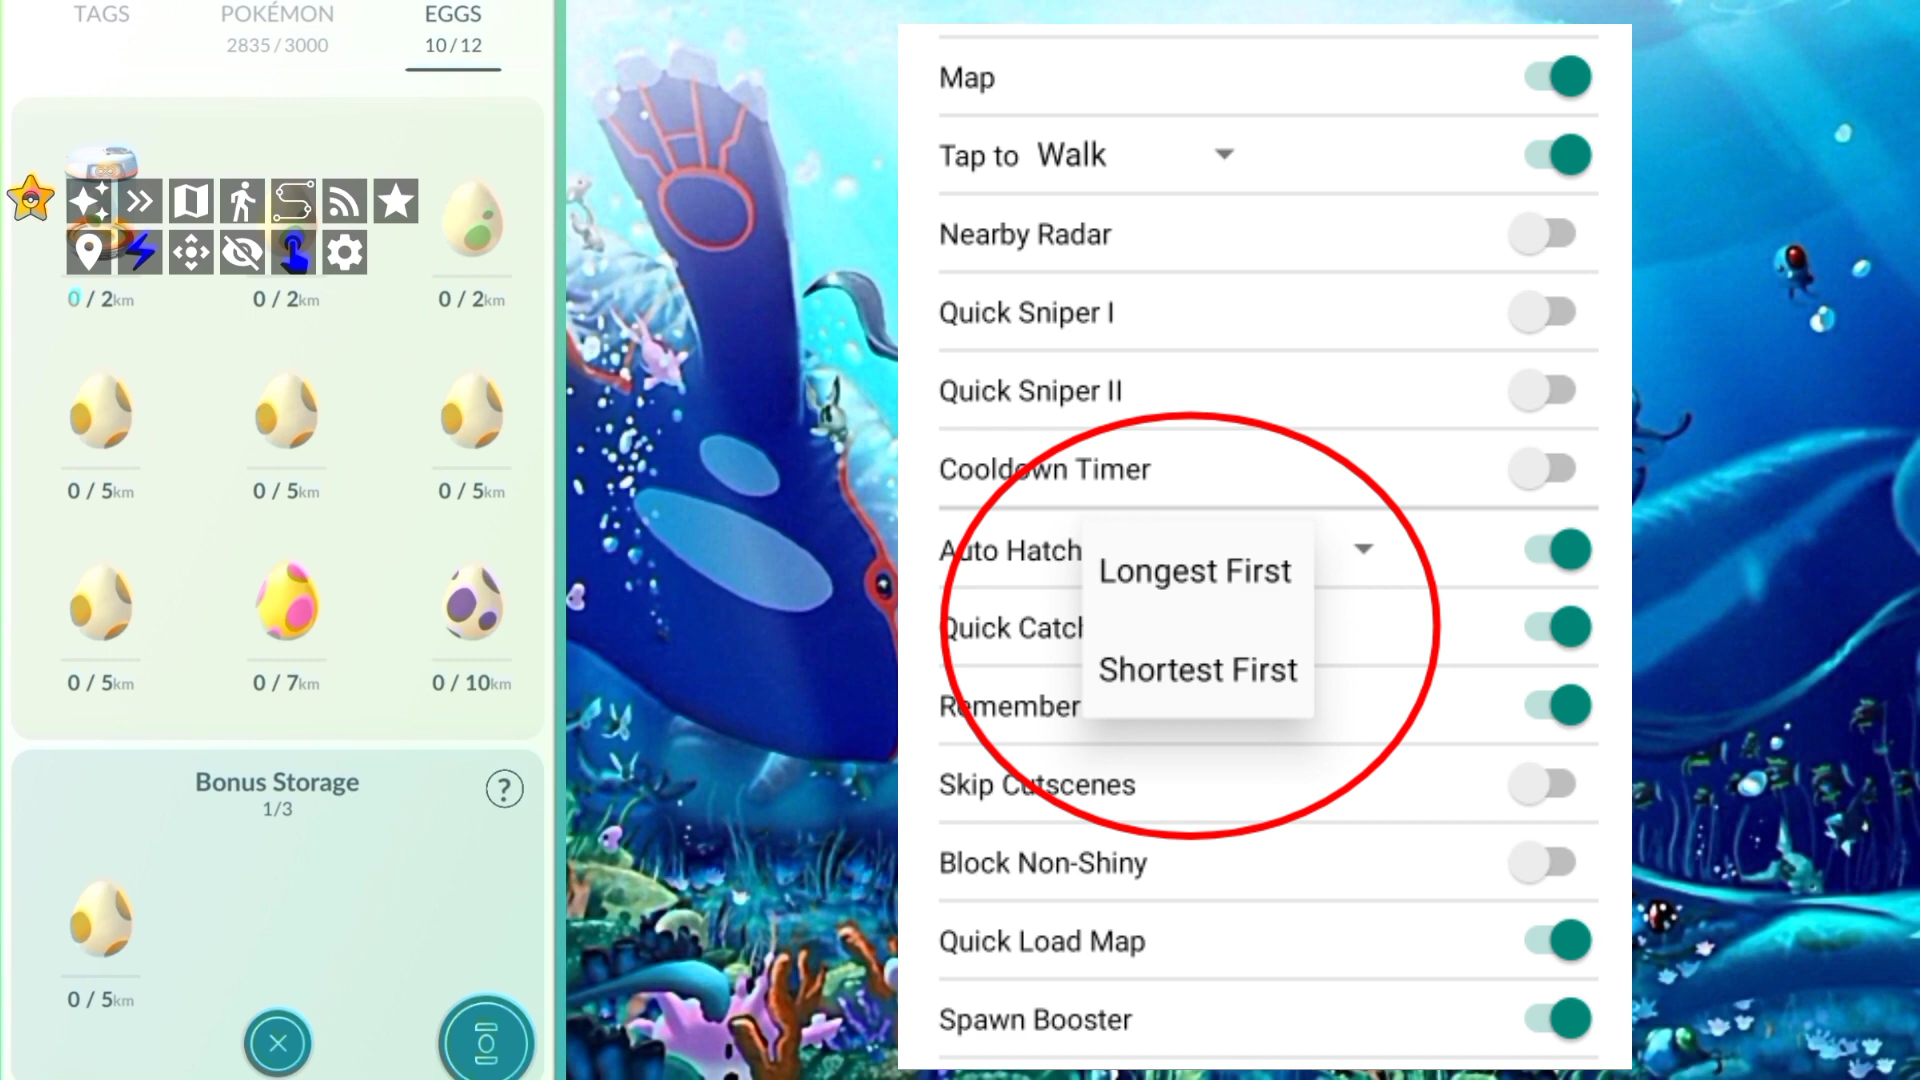 TAGS
POKÉMON
EGGS
2835/3000
10/12
0 / 2km
0 / 2km
0 / 2km
0 / 5km
0 / 5km
0 / 5km
0 / 5km
0 / 7km
0 / 10km
Bonus Storage
?
1/3
0 / 5km
Map
Tap to Walk
Nearby Radar
Quick Sniper I
Quick Sniper II
Cooldown Timer
Auto Hatch
Longest First
Quick Catch
Shortest First
Remember
Skip Cutscenes
Block Non-Shiny
Quick Load Map
Spawn Booster